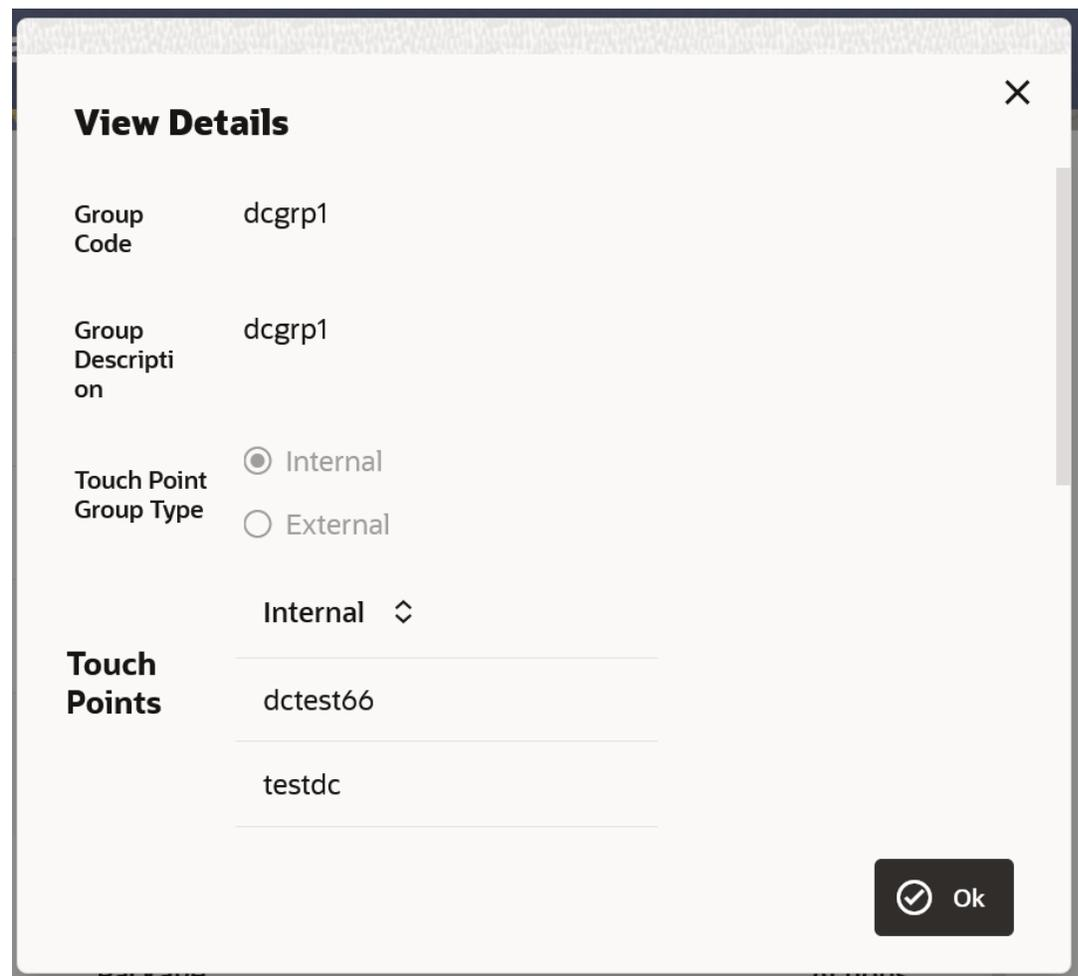 View Details
Group
Code
dcgrp1
Group
Descripti
on
dcgrp1
Touch Point
Group Type
Internal
External
Touch
Points
Internal
dctest66
testdc
Ok